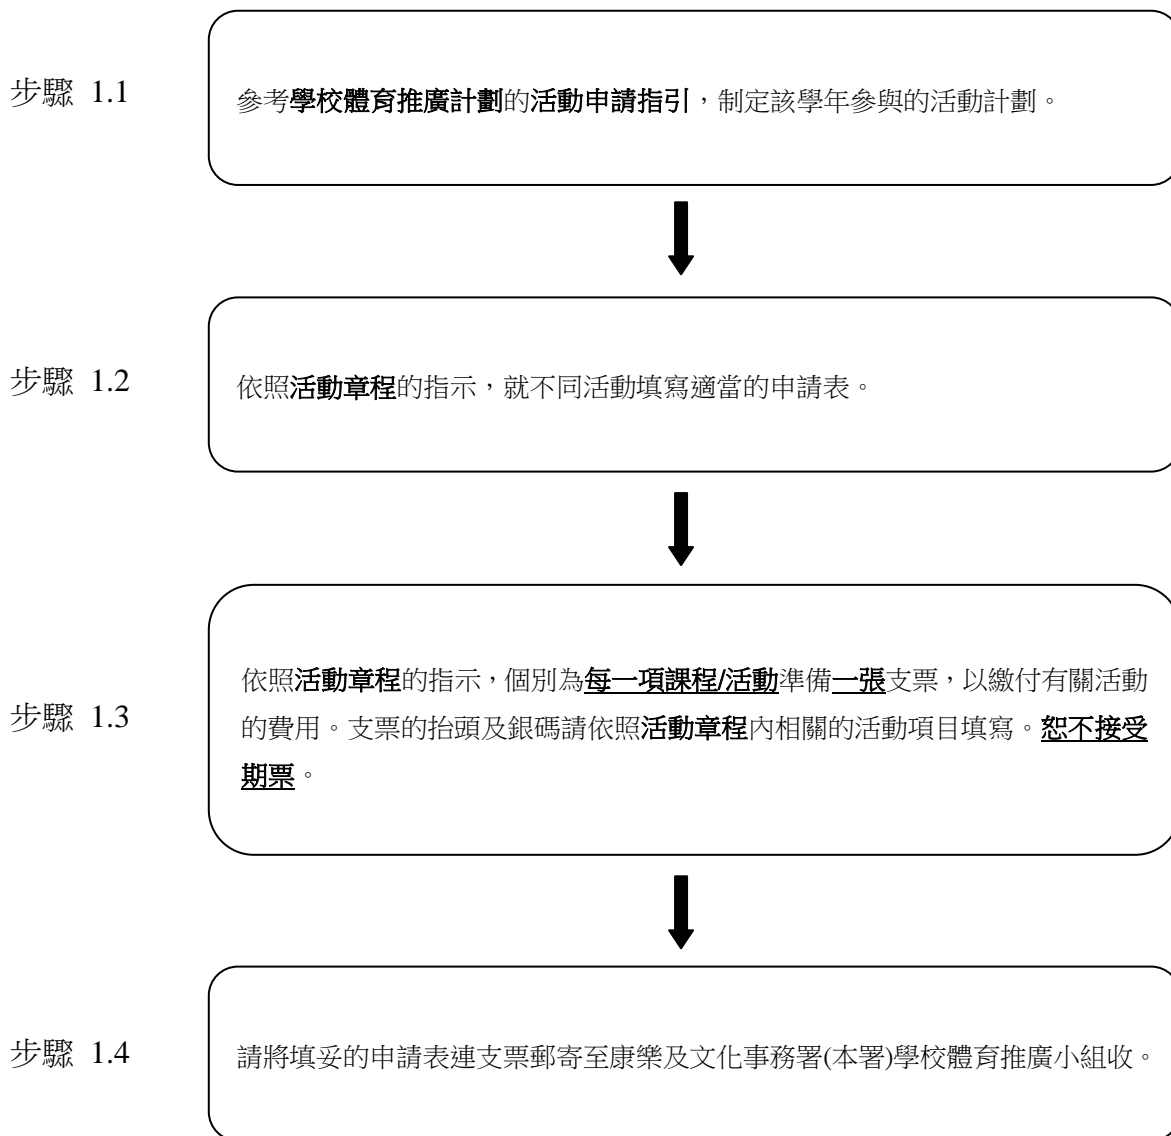 步驟 1.1
參考學校體育推廣計劃的活動申請指引，制定該學年參與的活動計劃。
步驟 1.2
依照活動章程的指示，就不同活動填寫適當的申請表。
步驟 1.3
依照活動章程的指示，個別為每一項課程/活動準備一張支票，以繳付有關活動
的費用。支票的抬頭及銀碼請依照活動章程內相關的活動項目填寫。恕不接受
期票。
步驟 1.4
請將填妥的申請表連支票郵寄至康樂及文化事務署(本署)學校體育推廣小組收。